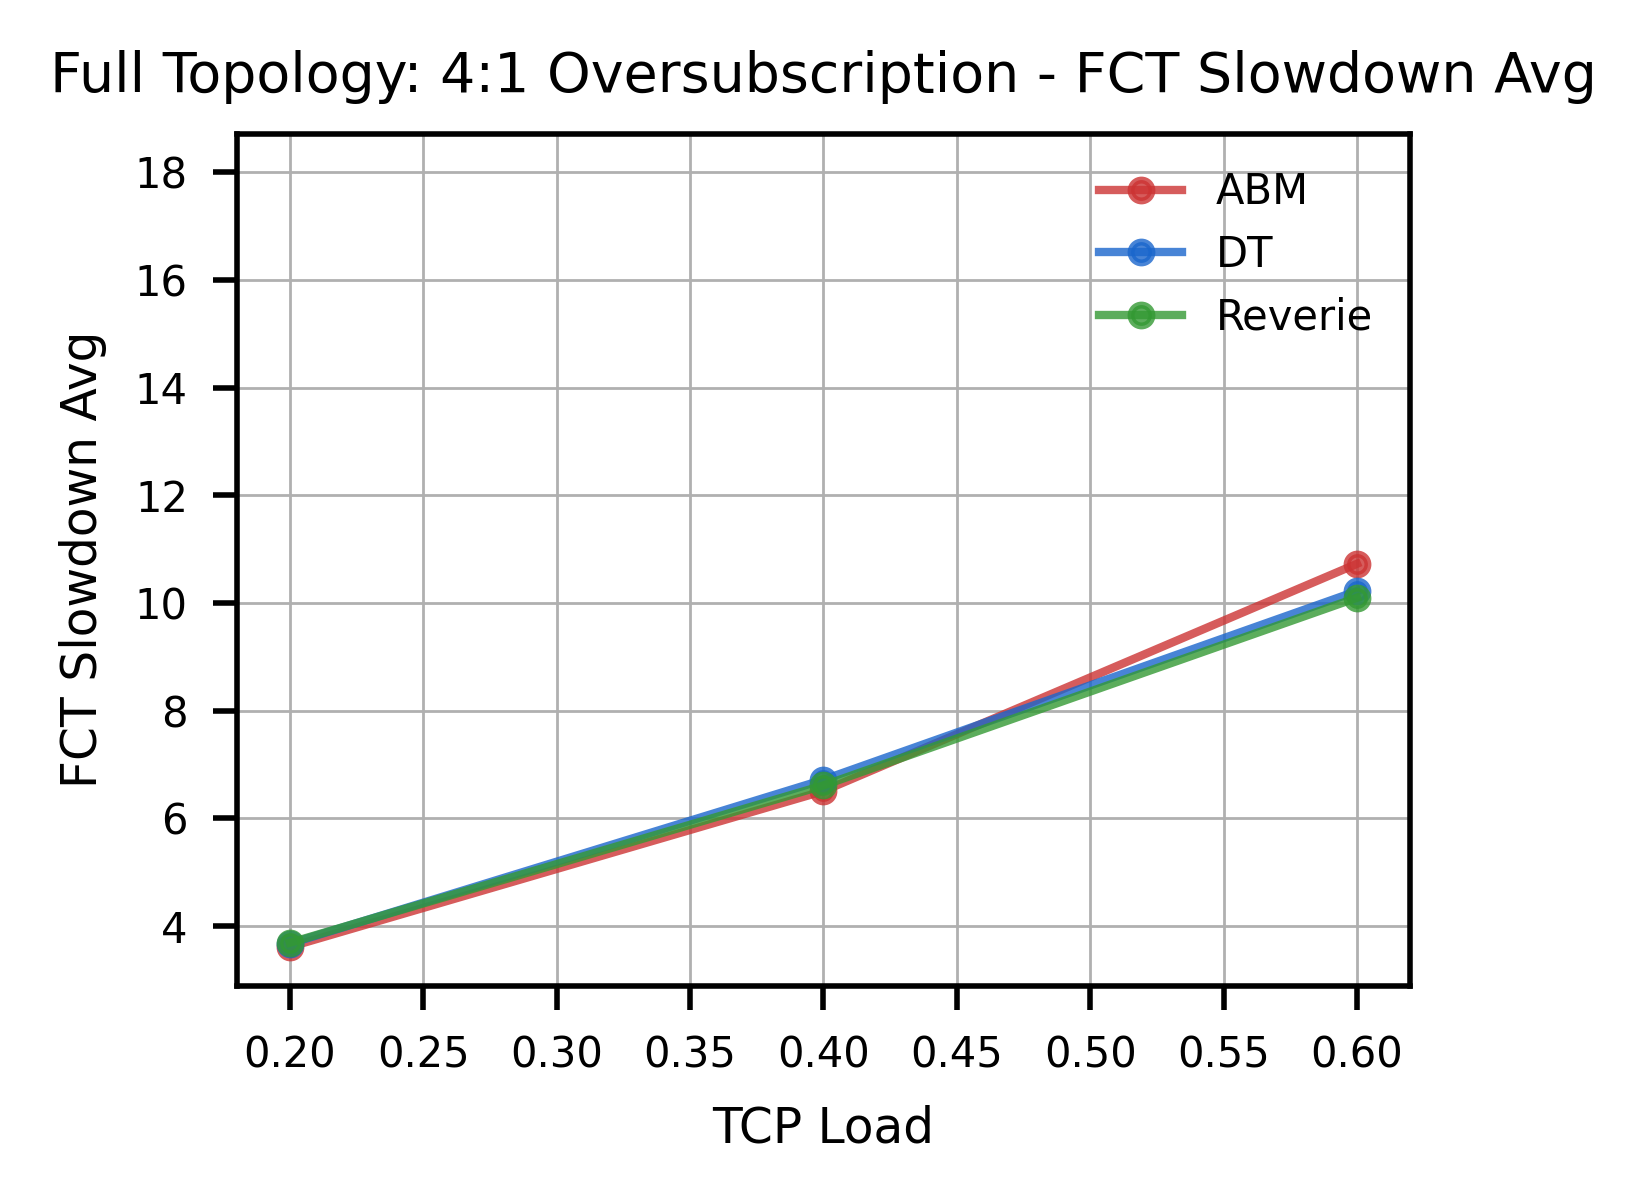 Full Topology: 4:1 Oversubscription - FCT Slowdown Avg
FCT Slowdown Avg
18
16
14
12
10
8
6
4
ABM
DT
Reverie
0.20 0.25 0.30 0.35 0.40 0.45 0.50 0.55 0.60
TCP Load